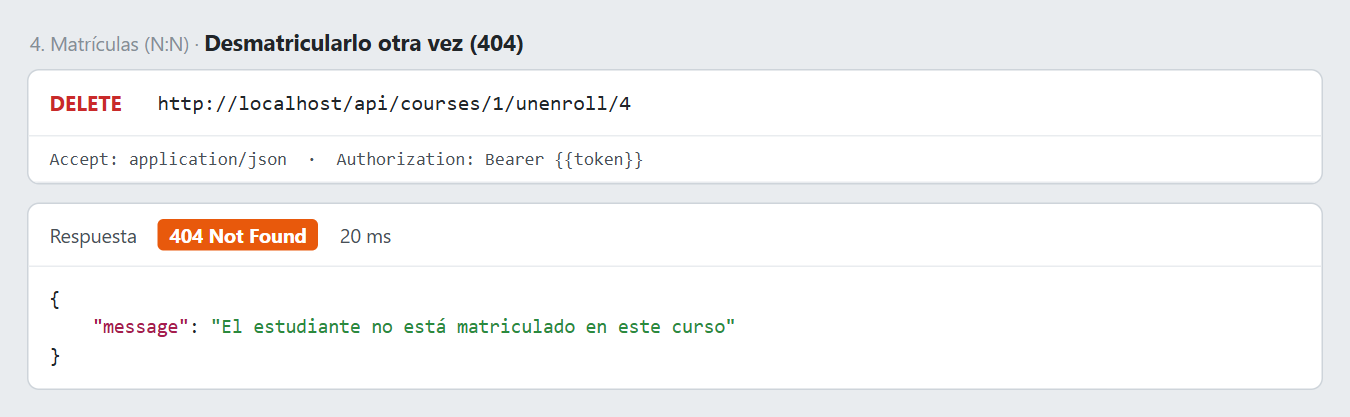 4. Matrículas (N:N) · Desmatricularlo otra vez (404)
DELETE http://localhost/api/courses/1/unenroll/4
Accept: application/json · Authorization: Bearer {{token}}
Respuesta 404 Not Found 20 ms
{
    "message": "El estudiante no está matriculado en este curso"
}